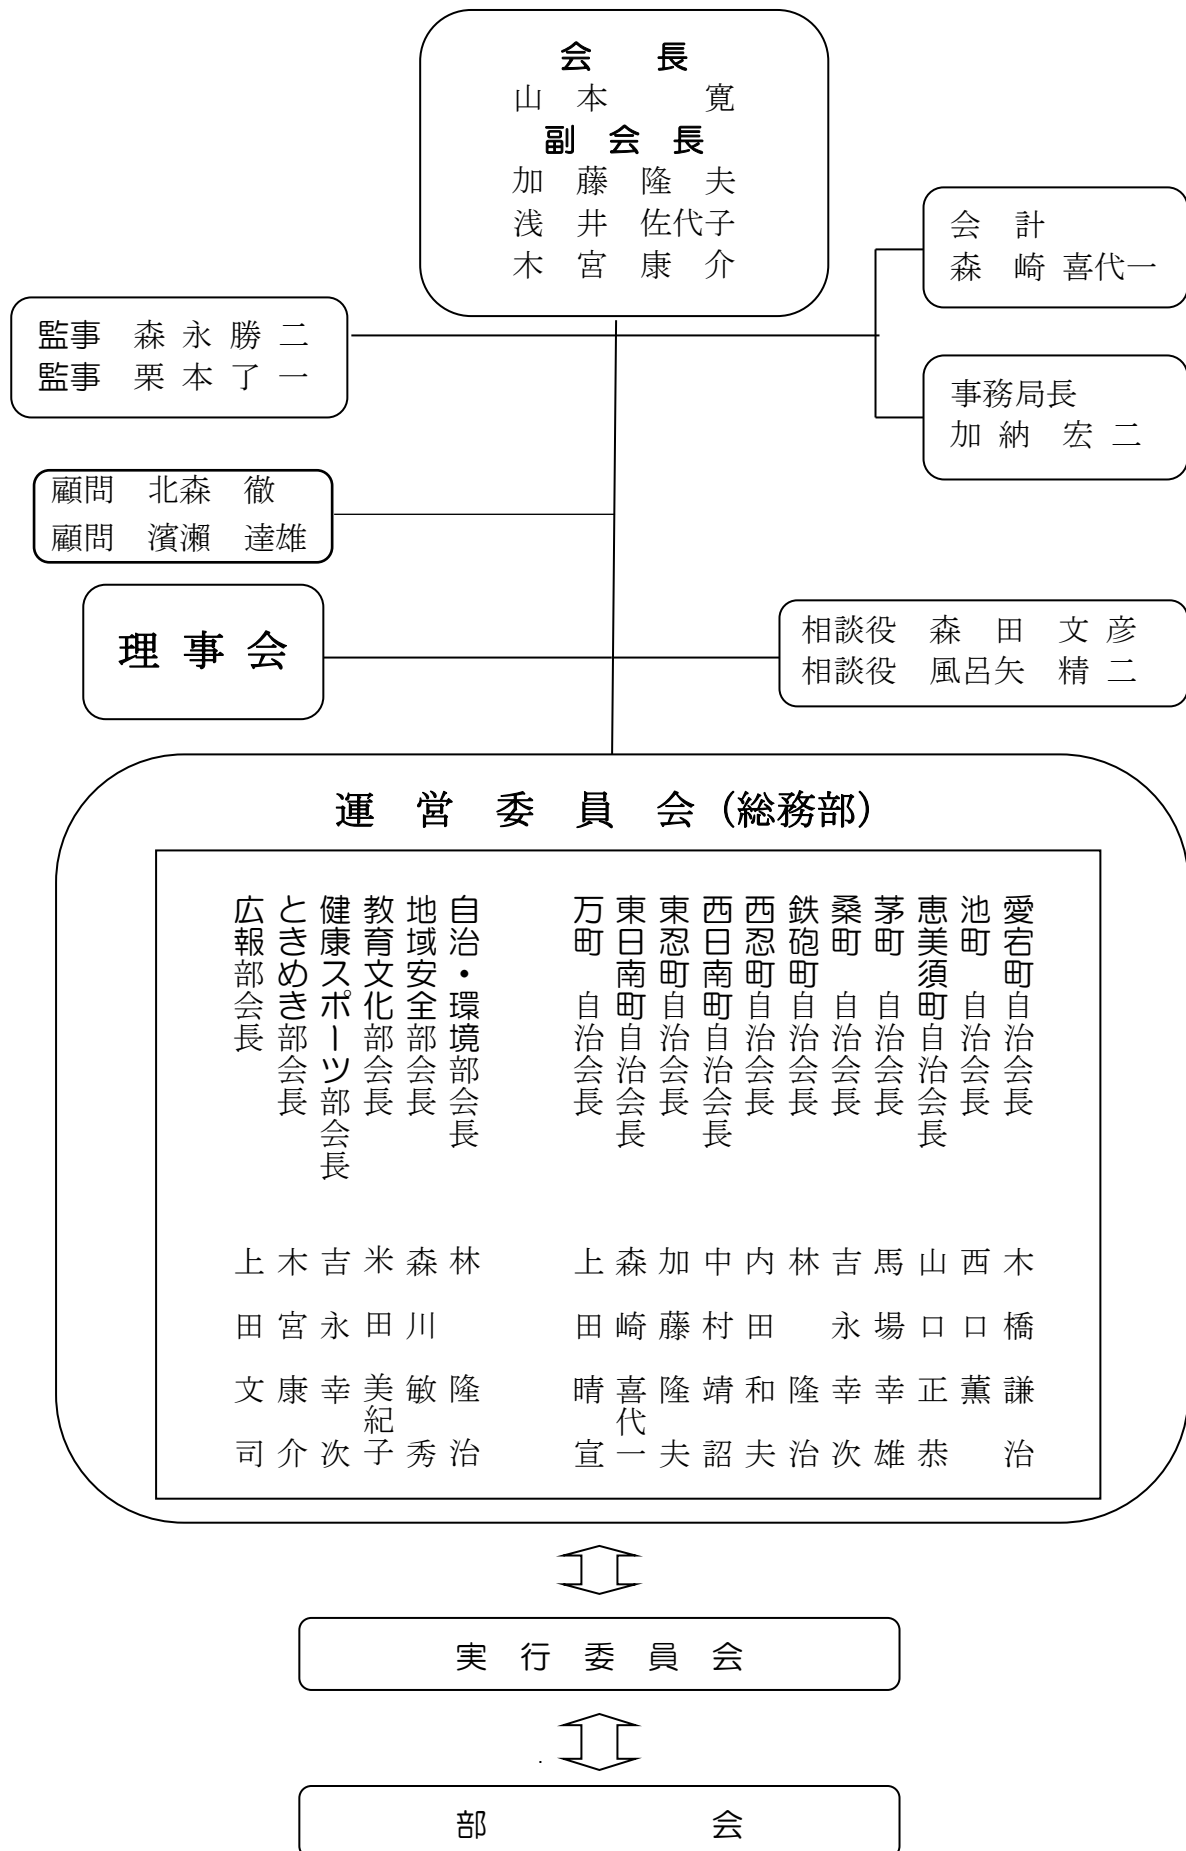 会　長
山　本　　寛
副　会　長
加　藤　隆　夫
浅　井　佐代子
木　宮　康　介
会　計
森　崎 喜代一
監事　森 永 勝 二
監事　栗 本 了 一
事務局長
加 納　宏 二
顧問　北森　徹
顧問　濱瀨　達雄
理 事 会
相談役　森　田　文 彦
相談役　風呂矢　精 二
運　営　委　員　会（総務部）
愛宕町自治会長　木橋謙治
池町　自治会長　西口薫
恵美須町自治会長　山口正恭
茅町　自治会長　馬場幸雄
桑町　自治会長　吉永幸次
鉄砲町自治会長　林　隆治
西忍町自治会長　内田和夫
西日南町自治会長　中村靖詔
東忍町自治会長　加藤隆夫
東日南町自治会長　森崎喜代一
万町　自治会長　上田晴宣
自治・環境部会長　林　隆治
地域安全部会長　森川敏秀
教育文化部会長　米田美紀子
健康スポーツ部会長　吉永幸次
ときめき部会長　木宮康介
広報部会長　上田文司
実　行　委　員　会
部　　　　会